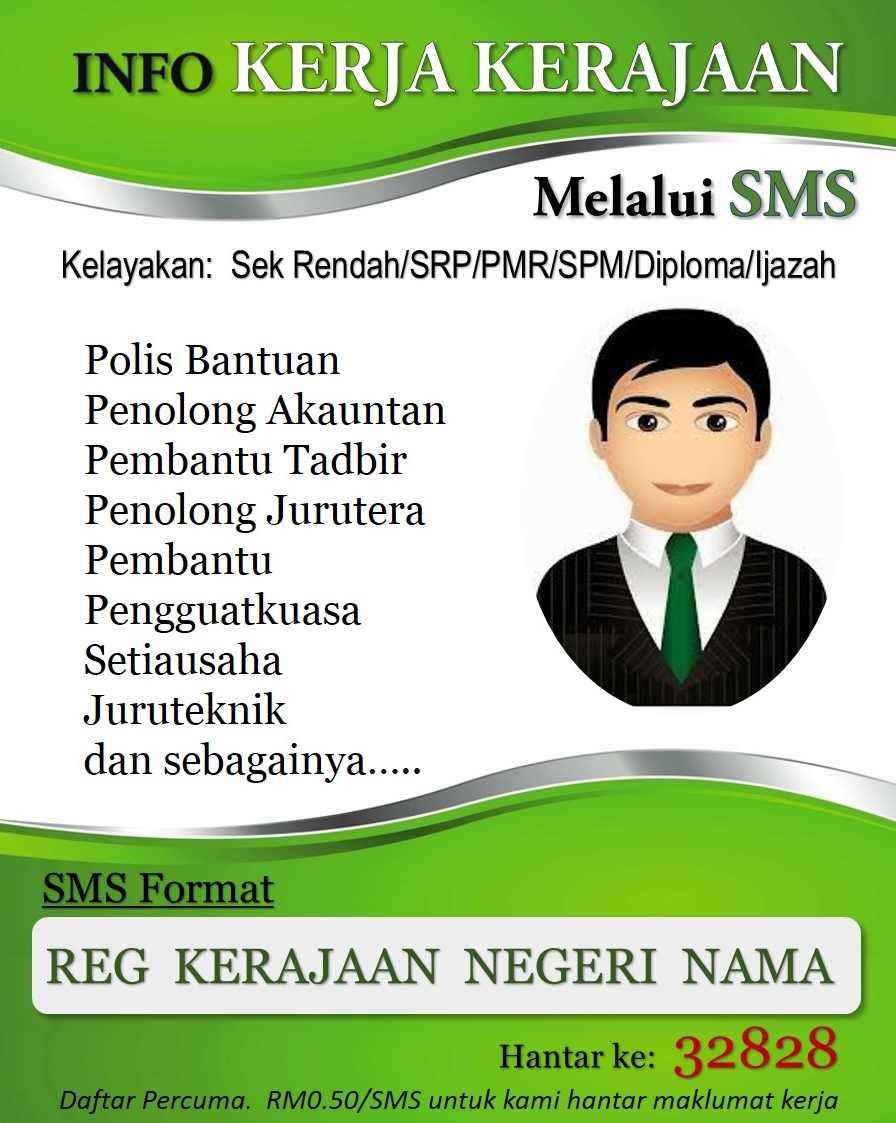 INFO KERJA KERAJAAN
Melalui SMS
Kelayakan: Sek Rendah/SRP/PMR/SPM/Diploma/Ijazah
Polis Bantuan
Penolong Akauntan
Pembantu Tadbir
Penolong Jurutera
Pembantu
Pengguatkuasa
Setiausaha
Juruteknik
dan sebagainya.....
SMS Format
REG KERAJAAN NEGERI NAMA
Hantar ke: 32828
Daftar Percuma. RM0.50/SMS untuk kami hantar maklumat kerja